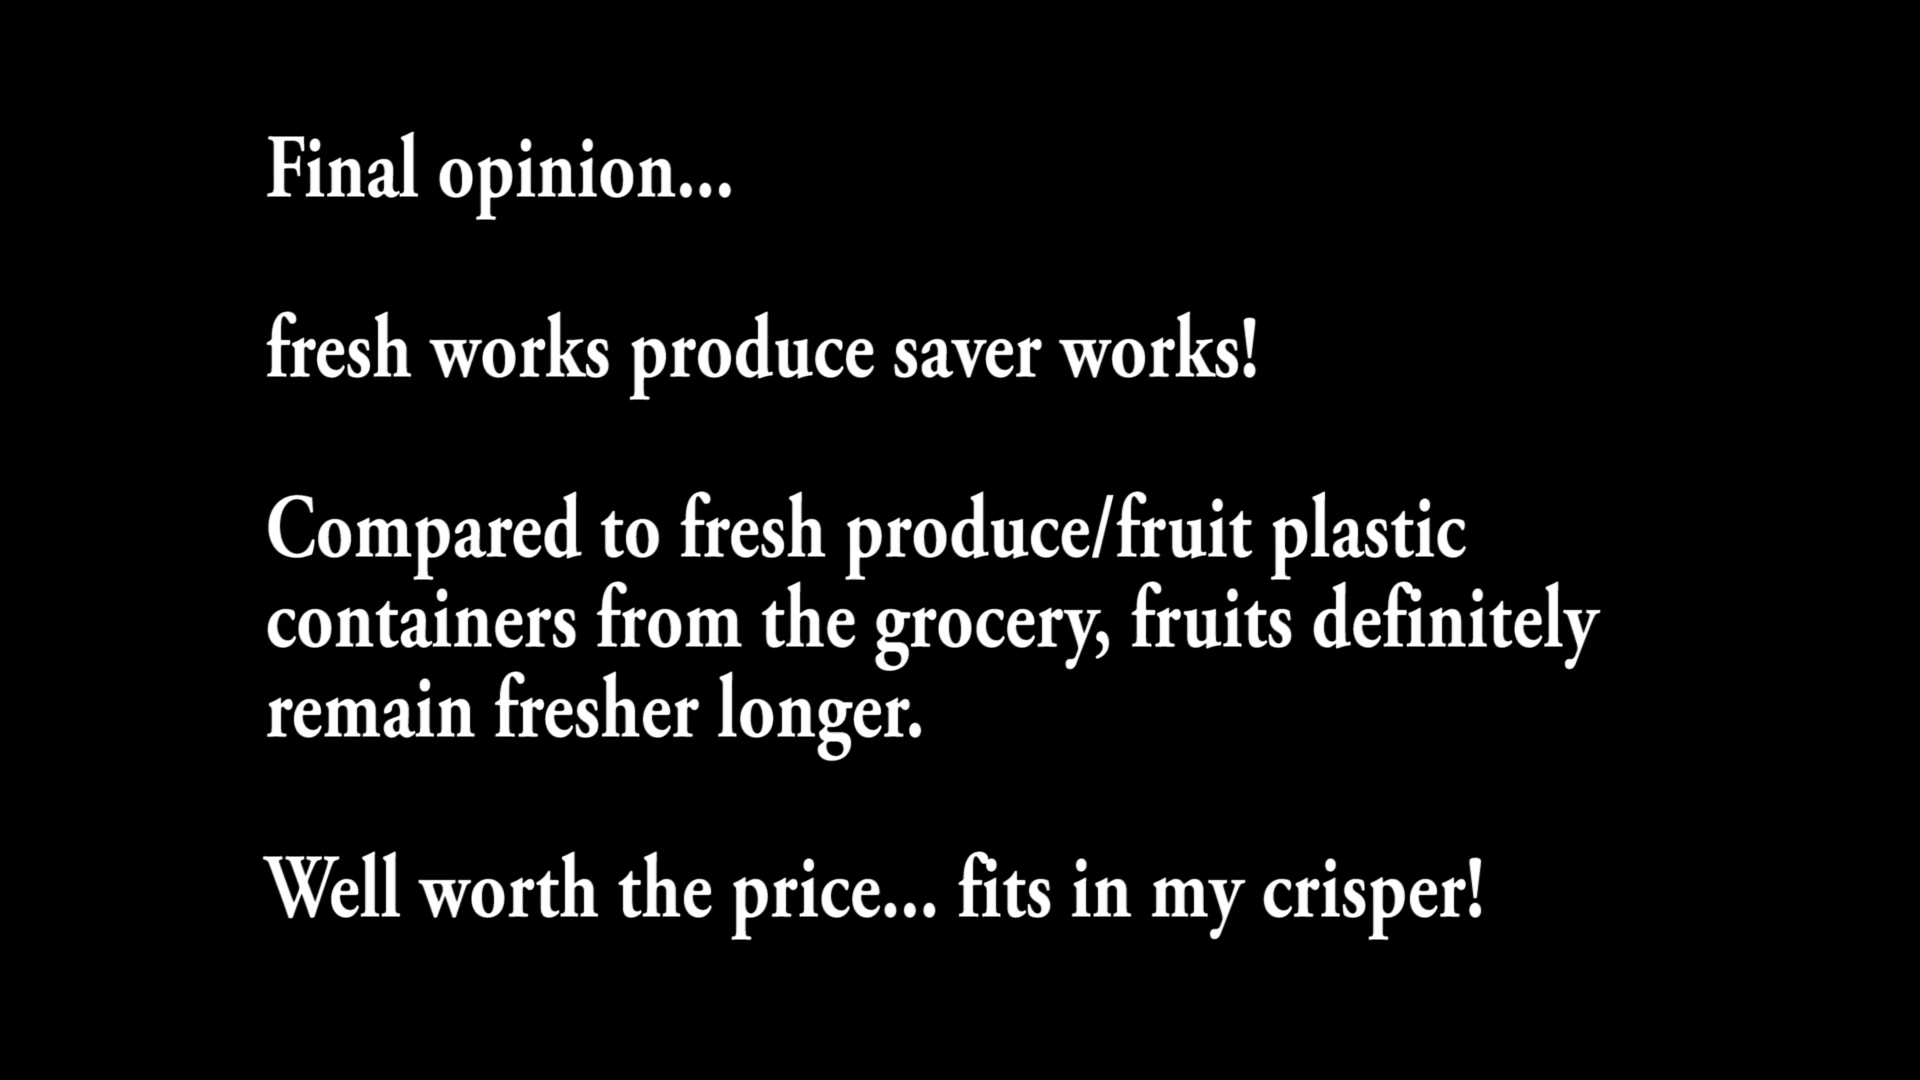 Final opinion...
fresh works produce saver works!
Compared to fresh produce/fruit plastic
containers from the grocery, fruits definitely
remain fresher longer.
Well worth the price... fits in my crisper!